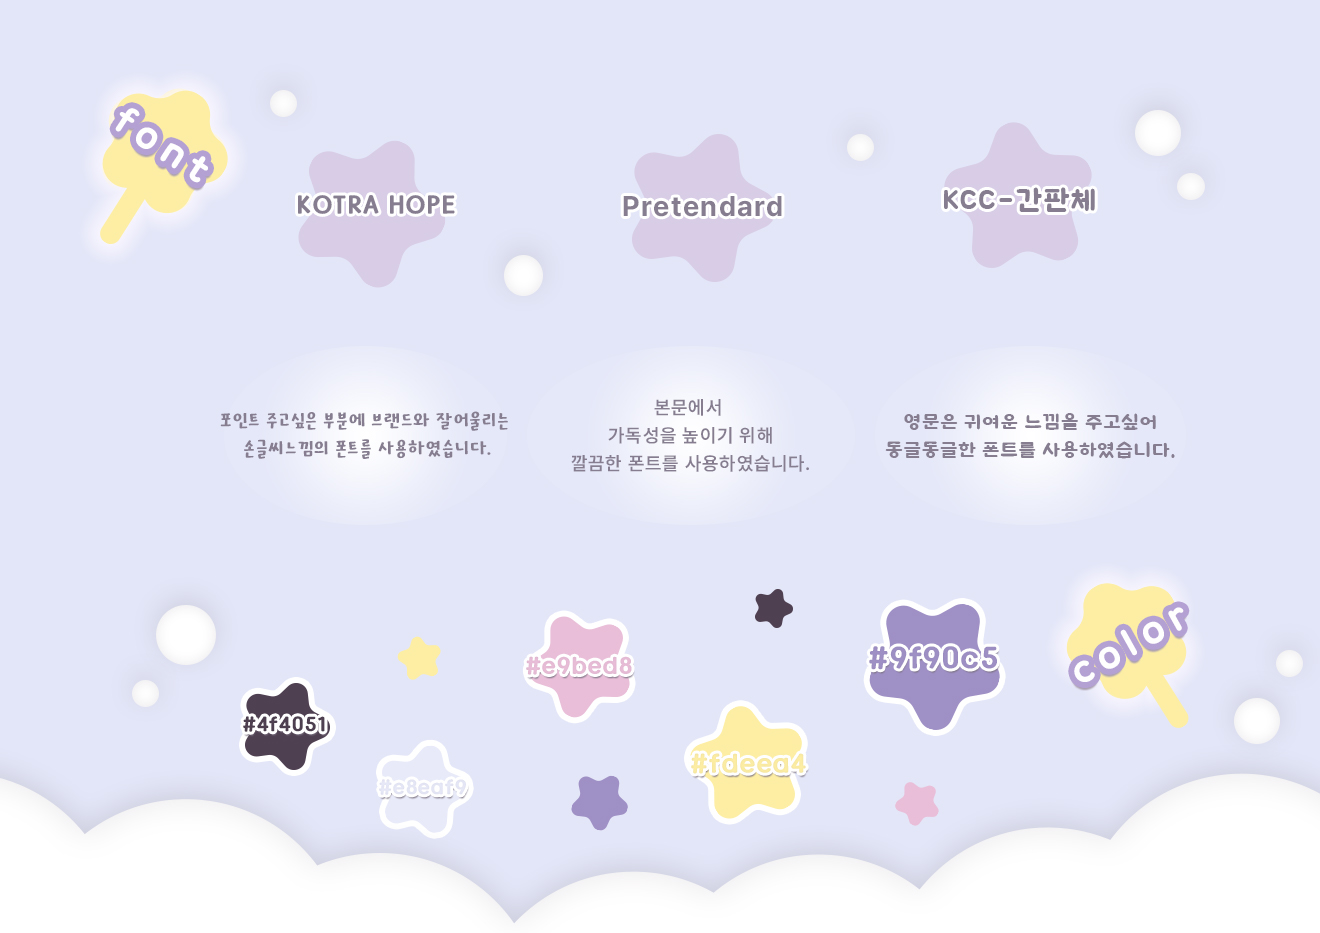 font
KOTRA HOPE
Pretendard
KCC-간판체
포인트 주고싶은 부분에 브랜드와 잘어울리는
손글씨느낌의 폰트를 사용하였습니다.
본문에서
가독성을 높이기 위해
깔끔한 폰트를 사용하였습니다.
영문은 귀여운 느낌을 주고싶어
동글동글한 폰트를 사용하였습니다.
color
#4f4051
#e8eaf9
#e9bed8
#fdeea4
#9f90c5